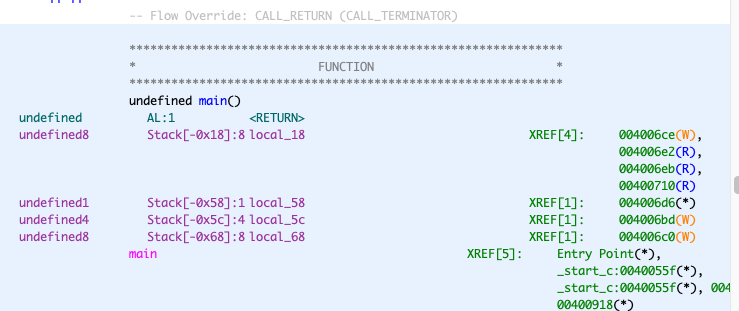 -- Flow Override: CALL_RETURN (CALL_TERMINATOR)
**************************************************************
* FUNCTION *
**************************************************************
undefined main()
undefined AL:1 <RETURN>
undefined8 Stack[-0x18]:8 local_18 XREF[4]: 004006ce(W),
004006e2(R),
004006eb(R),
00400710(R)
undefined1 Stack[-0x58]:1 local_58 XREF[1]: 004006d6(*)
undefined4 Stack[-0x5c]:4 local_5c XREF[1]: 004006bd(W)
undefined8 Stack[-0x68]:8 local_68 XREF[1]: 004006c0(W)
main XREF[5]: Entry Point(*),
_start_c:0040055f(*),
_start_c:0040055f(*), 004
00400918(*)